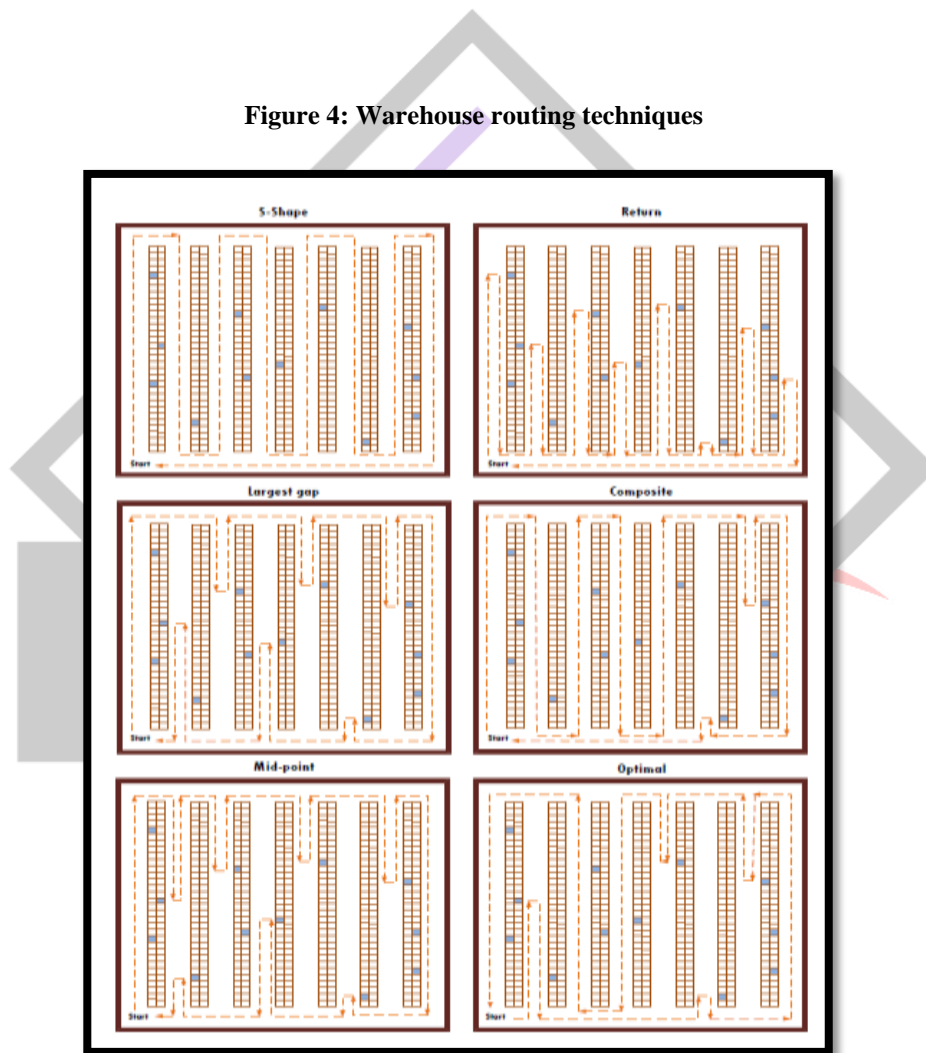 Figure 4: Warehouse routing techniques
S-Shape
Return
Start
Start
Largest gap
Composite
Start
Start
Mid-point
Optimal
Start
Start